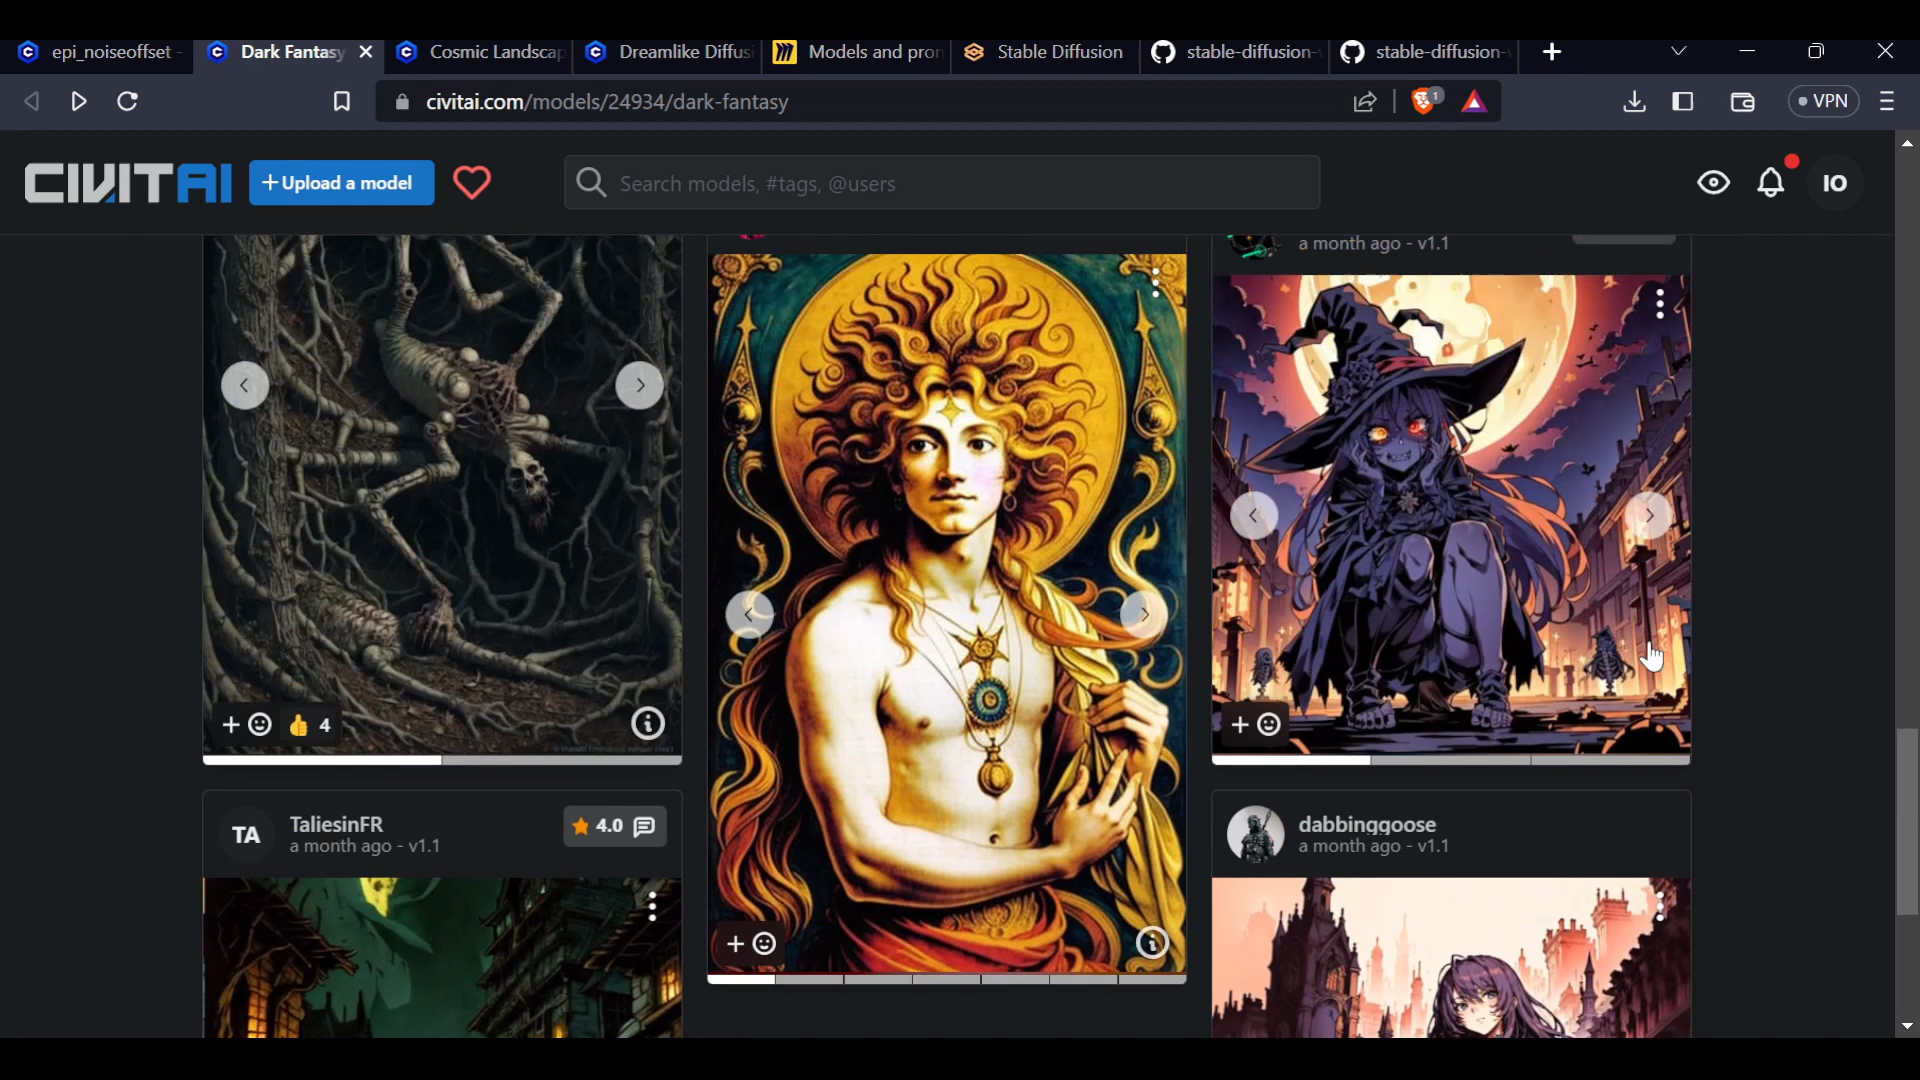 epi_noiseoffset -
Dark Fantasy
Cosmic Landscap
Dreamlike Diffus
Models and pron
Stable Diffusion
stable-diffusion-
stable-diffusion-
civitai.com/models/24934/dark-fantasy
1
VPN
CIVITAI
+ Upload a model
Search models, #tags, @users
IO
a month ago - v1.1
+
4
+
+
TA
TaliesinFR
a month ago - v1.1
4.0
dabbinggoose
a month ago - v1.1